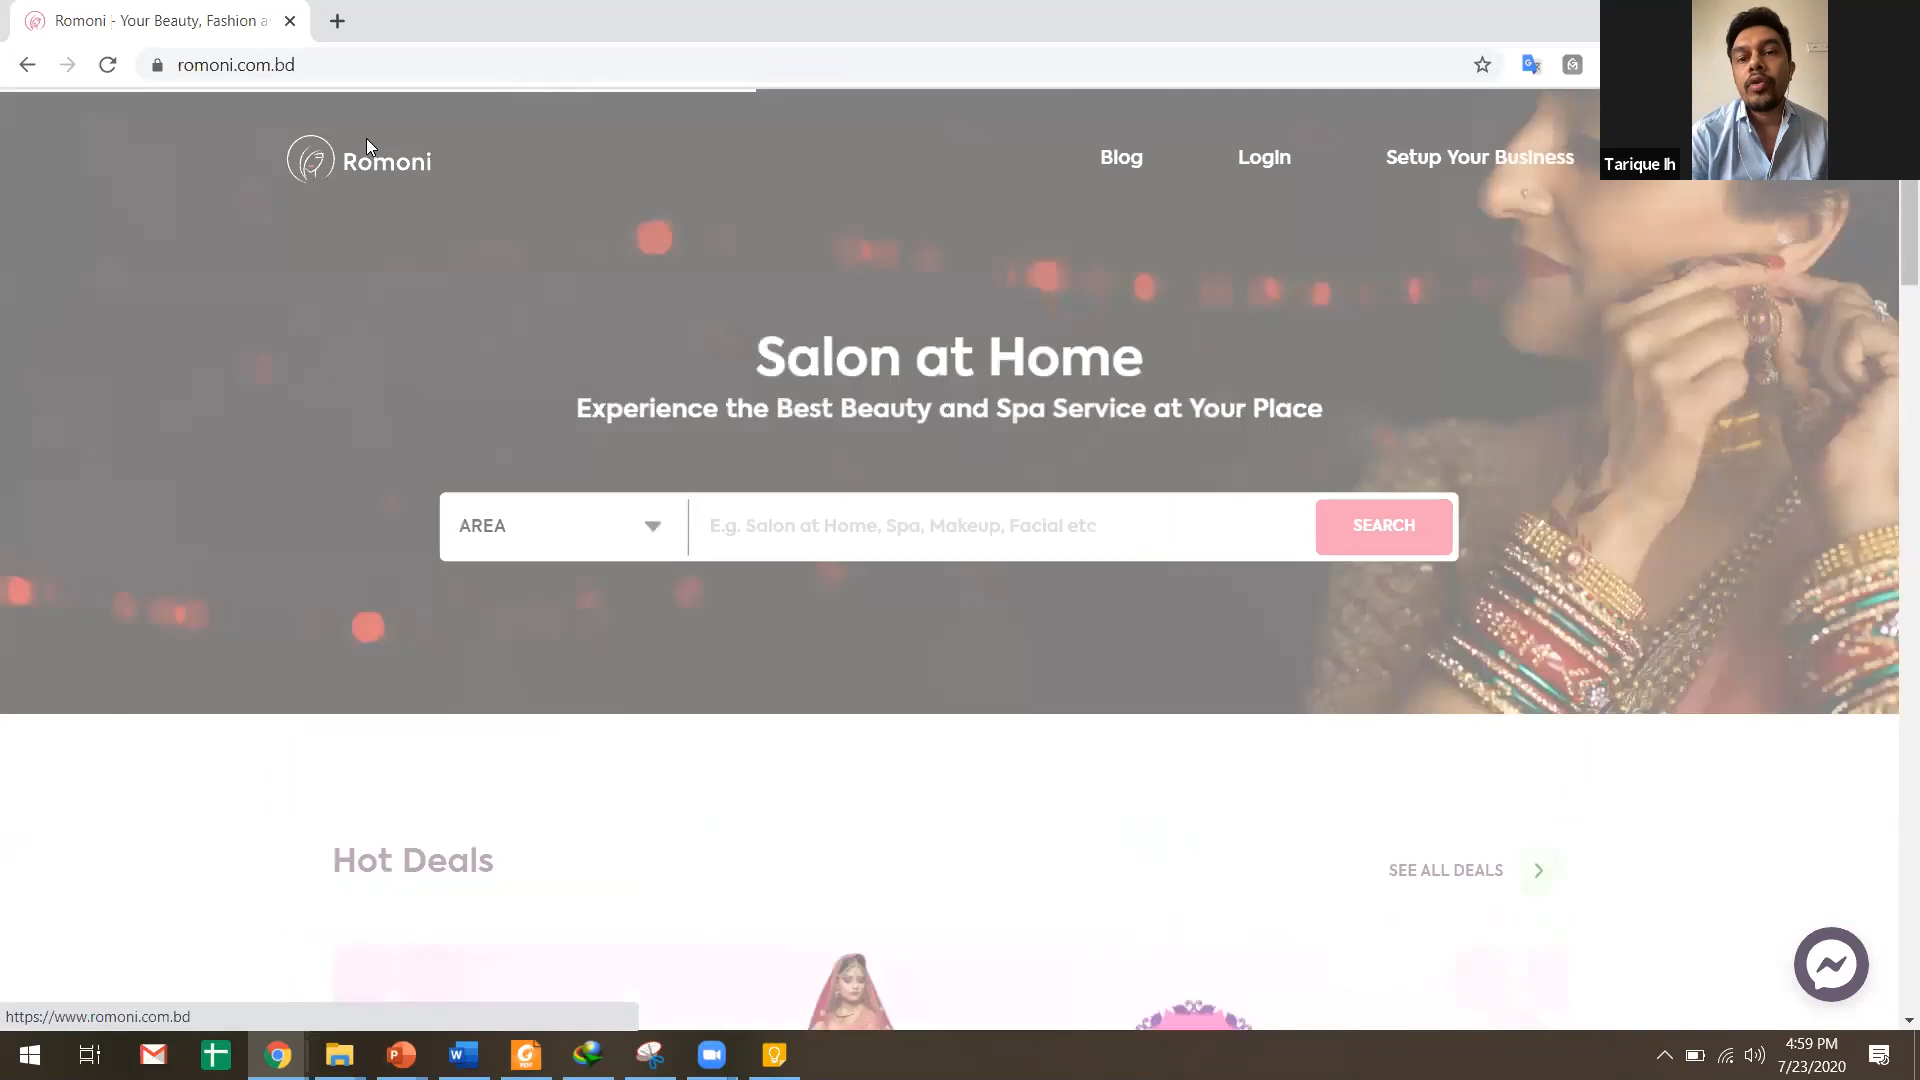 Romoni - Your Beauty, Fashion a
romoni.com.bd
Tarique Ih
Romoni
Blog
Login
Setup Your Business
Salon at Home
Experience the Best Beauty and Spa Service at Your Place
AREA
E.g. Salon at Home, Spa, Makeup, Facial etc
SEARCH
Hot Deals
SEE ALL DEALS
https://www.romoni.com.bd
4:59 PM
7/23/2020